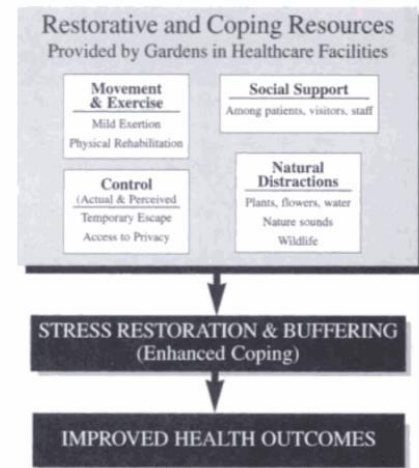 Restorative and Coping Resources
Provided by Gardens in Healthcare Facilities
Movement
& Exercise
Mild Exertion
Physical Rehabilitation
Social Support
Among patients, visitors, staff
Control
(Actual & Perceived
Temporary Escape
Access to Privacy
Natural
Distractions
Plants, flowers, water
Nature sounds
Wildlife
STRESS RESTORATION & BUFFERING
(Enhanced Coping)
IMPROVED HEALTH OUTCOMES